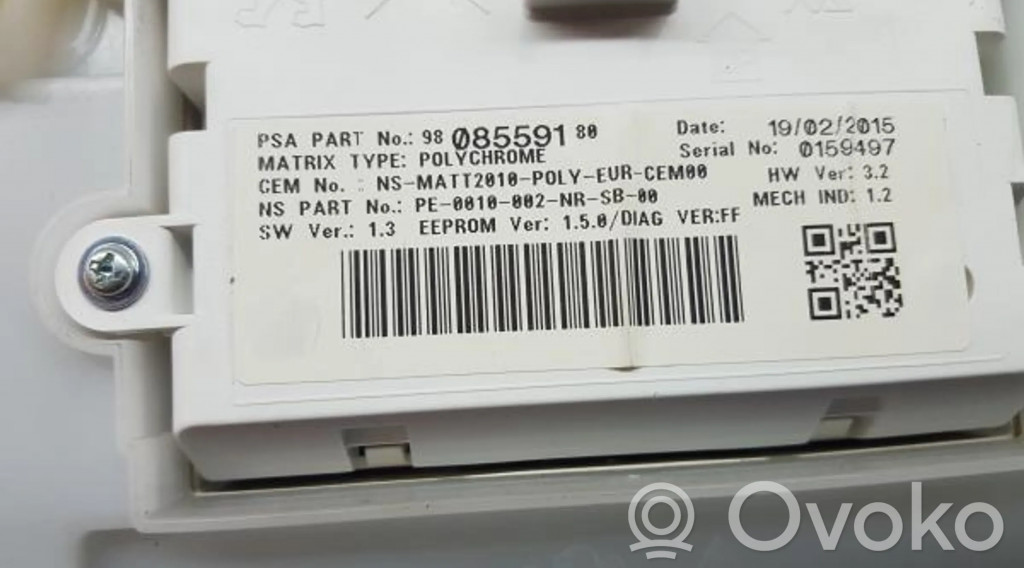 PSA PART No.: 98 085591 80 Date: 19/02/2015
MATRIX TYPE: POLYCHROME Serial No: 0159497
CEM No. : NS-MATT2010-POLY-EUR-CEM00 HW Ver: 3.2
NS PART No.: PE-0010-002-NR-SB-00 MECH IND: 1.2
SW Ver.: 1.3 EEPROM Ver: 1.5.0/DIAG VER:FF
Ovoko